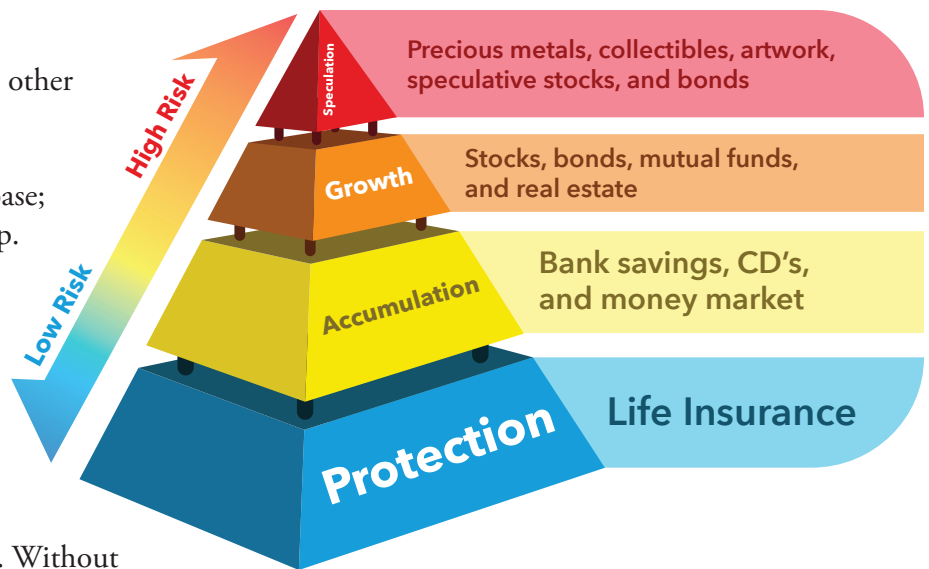 other
High Risk
Low Risk
Speculation
Precious metals, collectibles, artwork,
speculative stocks, and bonds
Growth
Stocks, bonds, mutual funds,
and real estate
Accumulation
Bank savings, CD's,
and money market
Protection
Life Insurance
. Without